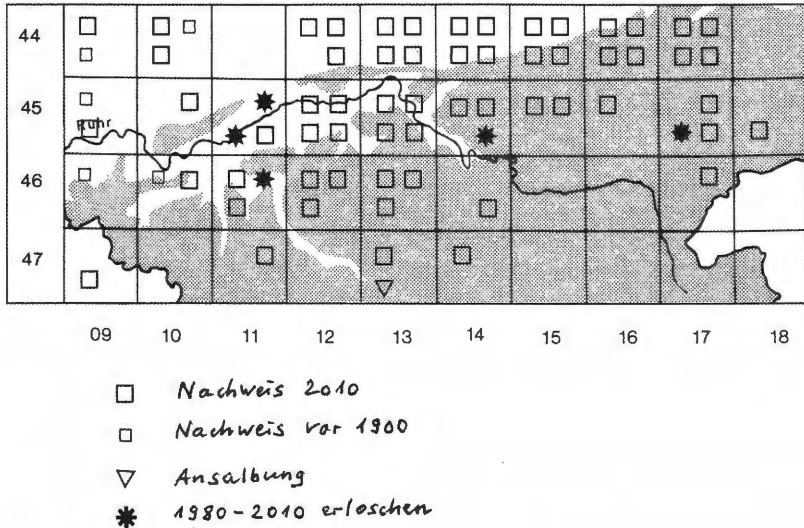 44
45
Ruhr
46
47
09 10 11 12 13 14 15 16 17 18
Nachweis 2010
Nachweis vor 1900
Ansalbung
1980-2010 erloschen